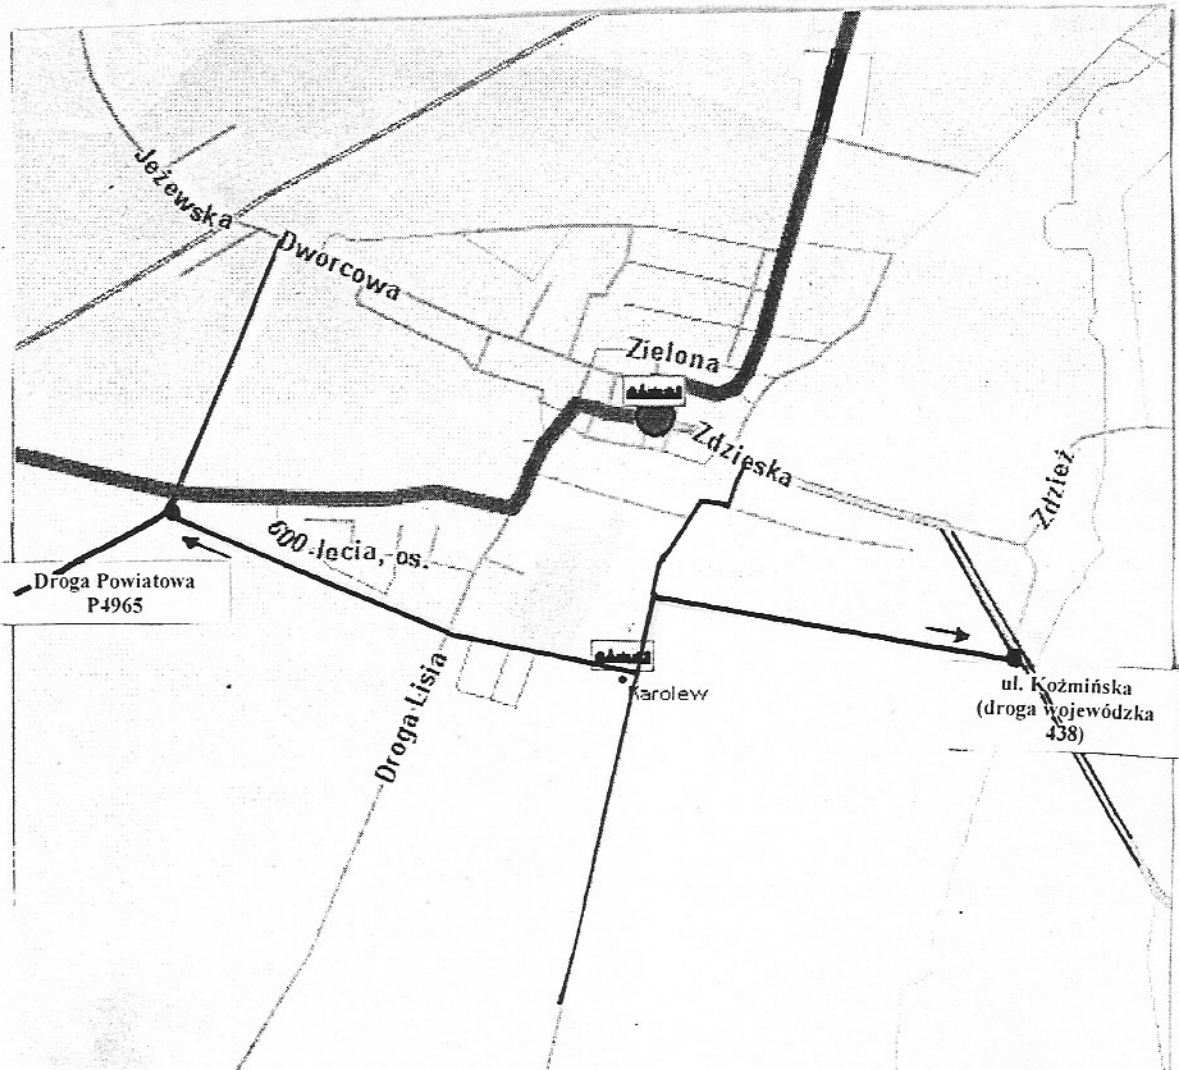 Jeżewska
Dworcowa
Zielona
Zdzieska
Zdzież
600-lecia, os.
Droga Powiatowa
P4965
Karolew
Droga Lisia
ul. Koźmińska
(droga wojewódzka
438)